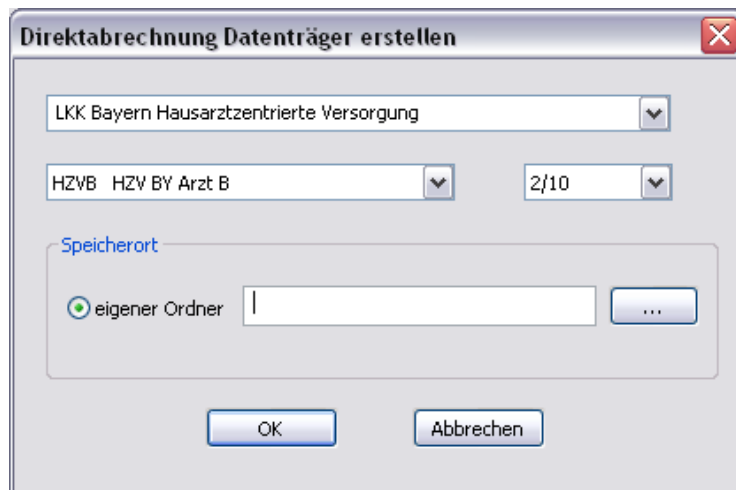 Direktabrechnung Datenträger erstellen
LKK Bayern Hausarztzentrierte Versorgung
HZVB HZV BY Arzt B 2/10
Speicherort
eigener Ordner ...
OK Abbrechen